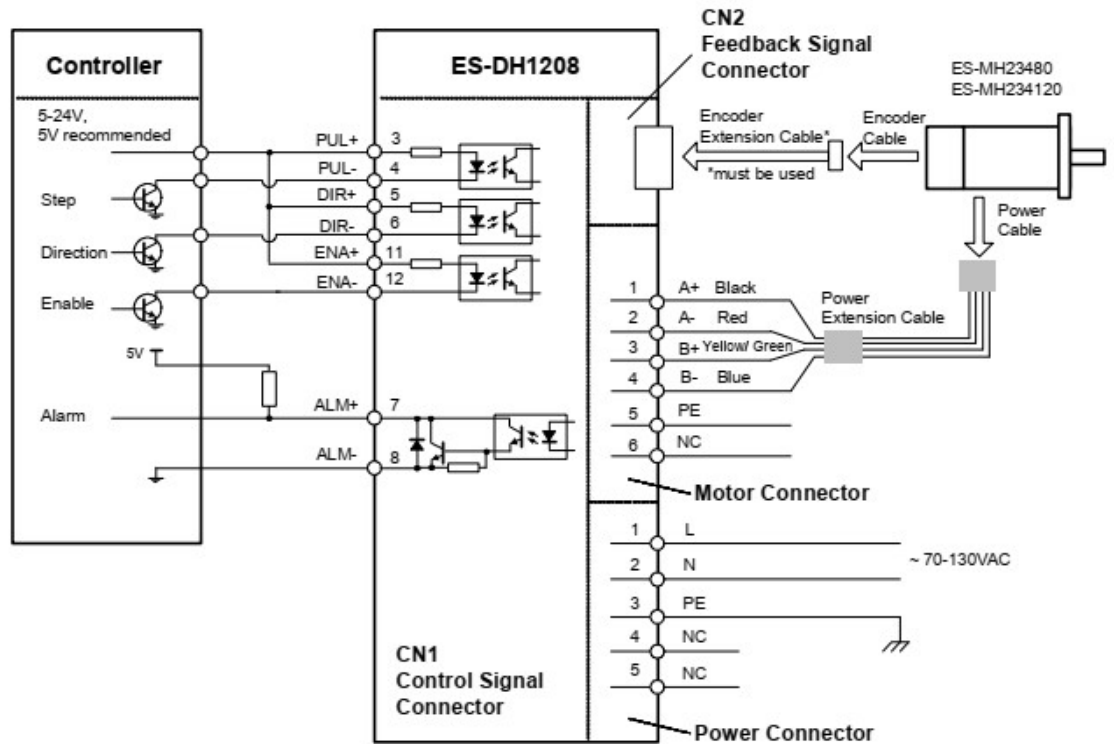 Controller
5-24V,
5V recommended
Step
Direction
Enable
5V
Alarm
PUL+ 3
PUL- 4
DIR+ 5
DIR- 6
ENA+ 11
ENA- 12
ALM+ 7
ALM- 8
ES-DH1208
CN1
Control Signal
Connector
CN2
Feedback Signal
Connector
Encoder
Extension Cable*
*must be used
Encoder
Cable
ES-MH23480
ES-MH234120
Power
Cable
1 A+ Black
2 A- Red
3 B+ Yellow/ Green
4 B- Blue
5 PE
6 NC
Power
Extension Cable
Motor Connector
1 L
2 N
3 PE
4 NC
5 NC
~ 70-130VAC
Power Connector